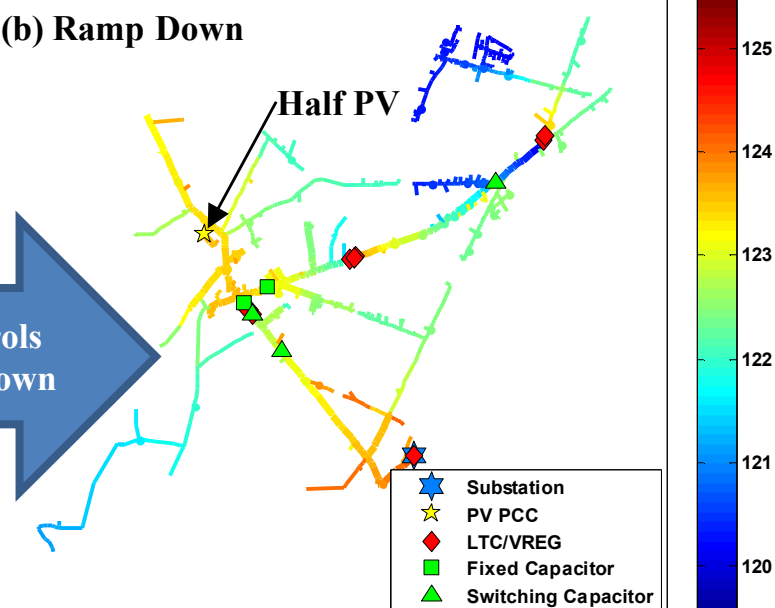 (b) Ramp Down
Half PV
rols
own
Substation
PV PCC
LTC/VREG
Fixed Capacitor
Switching Capacitor
125
124
123
122
121
120